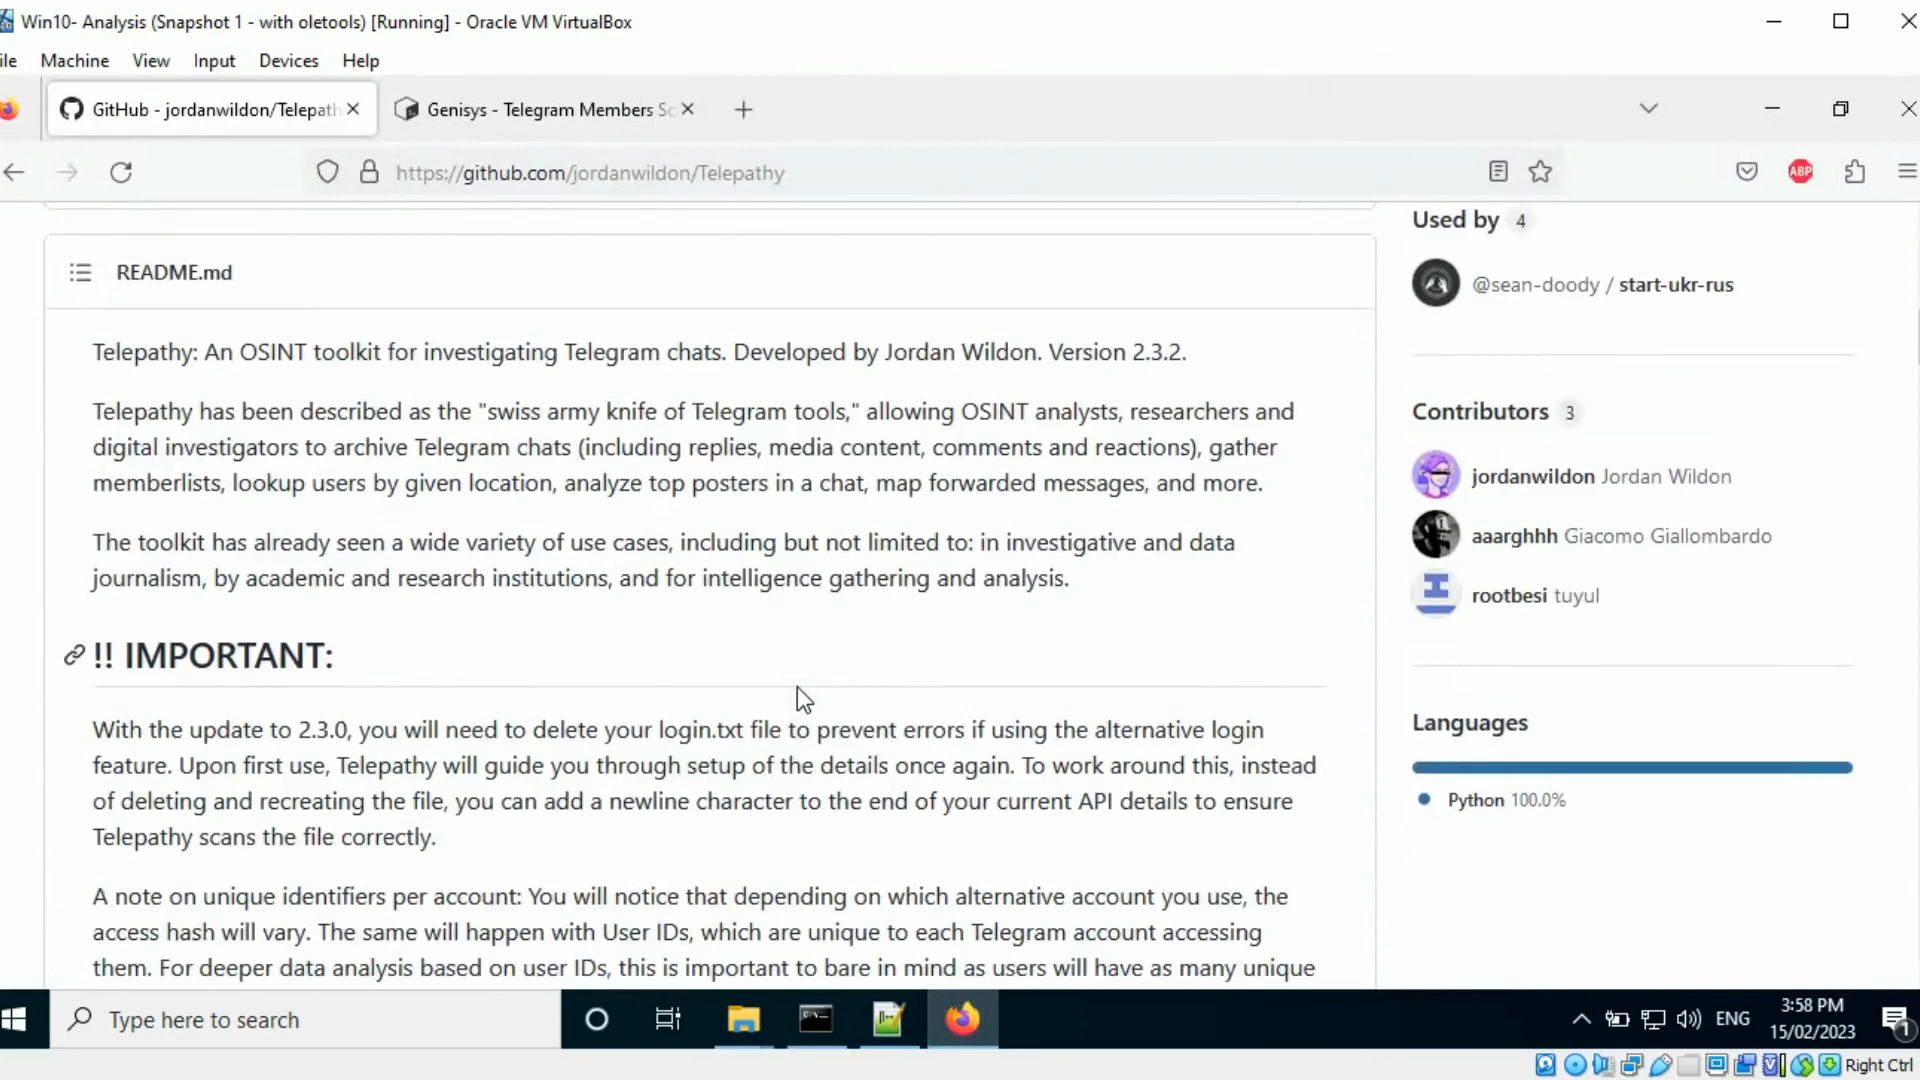 Win10- Analysis (Snapshot 1 - with oletools) [Running] - Oracle VM VirtualBox
ile Machine View Input Devices Help
GitHub - jordanwildon/Telepath
Genisys - Telegram Members Sc
https://github.com/jordanwildon/Telepathy
ABP
README.md
Telepathy: An OSINT toolkit for investigating Telegram chats. Developed by Jordan Wildon. Version 2.3.2.
Telepathy has been described as the "swiss army knife of Telegram tools," allowing OSINT analysts, researchers and
digital investigators to archive Telegram chats (including replies, media content, comments and reactions), gather
memberlists, lookup users by given location, analyze top posters in a chat, map forwarded messages, and more.
The toolkit has already seen a wide variety of use cases, including but not limited to: in investigative and data
journalism, by academic and research institutions, and for intelligence gathering and analysis.
!! IMPORTANT:
With the update to 2.3.0, you will need to delete your login.txt file to prevent errors if using the alternative login
feature. Upon first use, Telepathy will guide you through setup of the details once again. To work around this, instead
of deleting and recreating the file, you can add a newline character to the end of your current API details to ensure
Telepathy scans the file correctly.
A note on unique identifiers per account: You will notice that depending on which alternative account you use, the
access hash will vary. The same will happen with User IDs, which are unique to each Telegram account accessing
them. For deeper data analysis based on user IDs, this is important to bare in mind as users will have as many unique
Used by 4
@sean-doody / start-ukr-rus
Contributors 3
jordanwildon Jordan Wildon
aaarghhh Giacomo Giallombardo
rootbesi tuyul
Languages
Python 100.0%
Type here to search
ENG
3:58 PM
15/02/2023
1
Right Ctrl